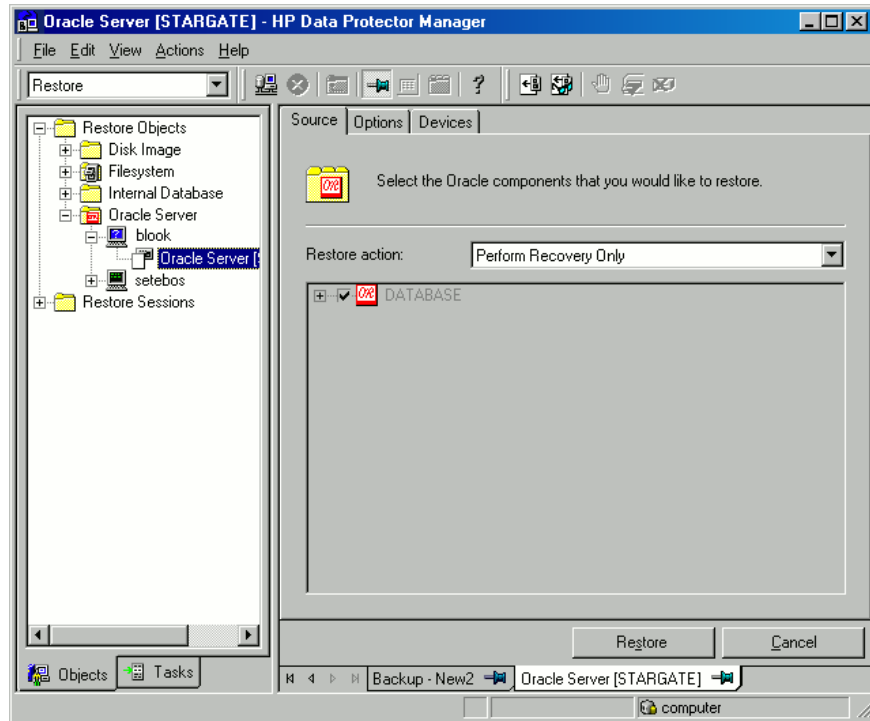 Oracle Server [STARGATE] - HP Data Protector Manager
File Edit View Actions Help
Restore
Restore Objects
Disk Image
Filesystem
Internal Database
Oracle Server
blook
Oracle Server [
setebos
Restore Sessions
Objects
Tasks
Source
Options
Devices
Select the Oracle components that you would like to restore.
Restore action:
Perform Recovery Only
DATABASE
Restore
Cancel
Backup - New2
Oracle Server [STARGATE]
computer